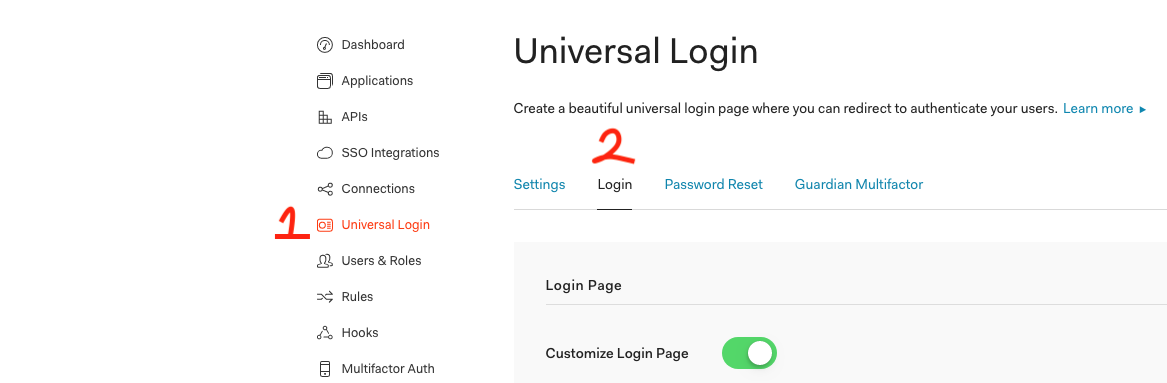 Dashboard
Applications
APIs
SSO Integrations
Connections
1
Universal Login
Users & Roles
Rules
Hooks
Multifactor Auth
Universal Login
Create a beautiful universal login page where you can redirect to authenticate your users. Learn more ▸
2
Settings Login Password Reset Guardian Multifactor
Login Page
Customize Login Page